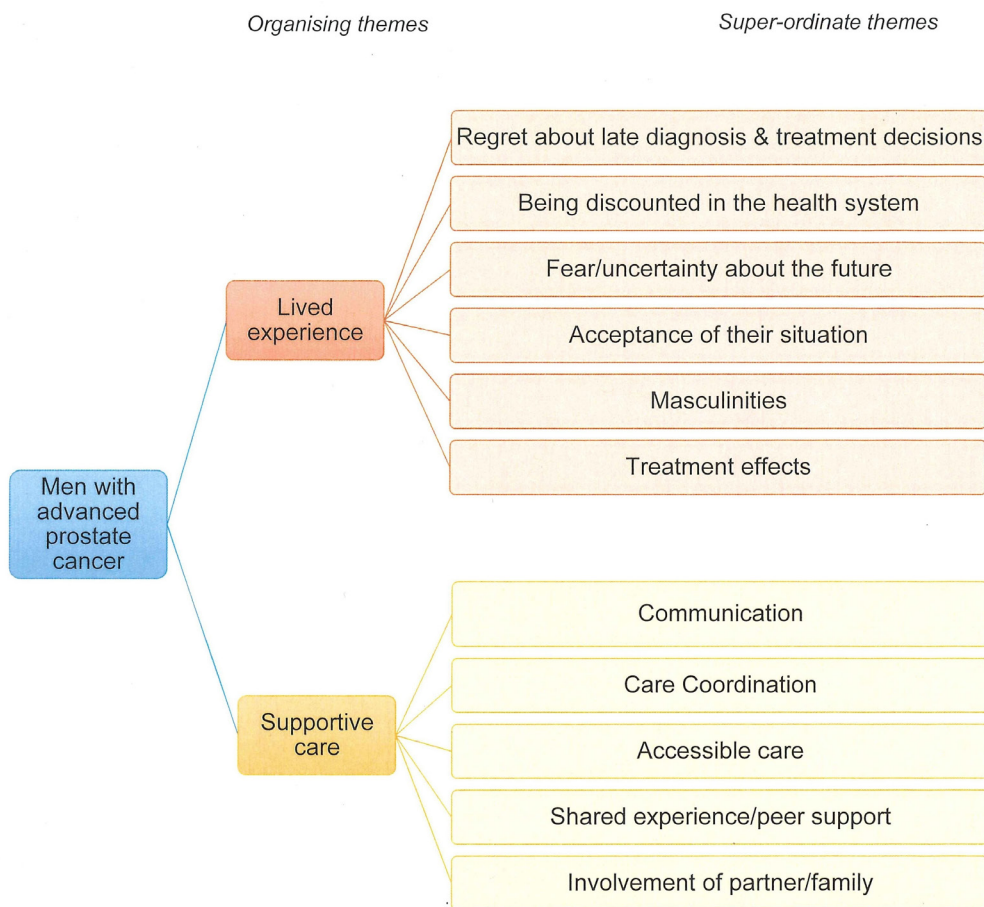 Organising themes
Super-ordinate themes
Regret about late diagnosis & treatment decisions
Being discounted in the health system
Fear/uncertainty about the future
Lived
experience
Acceptance of their situation
Masculinities
Treatment effects
Men with
advanced
prostate
cancer
Communication
Care Coordination
Supportive
care
Accessible care
Shared experience/peer support
Involvement of partner/family